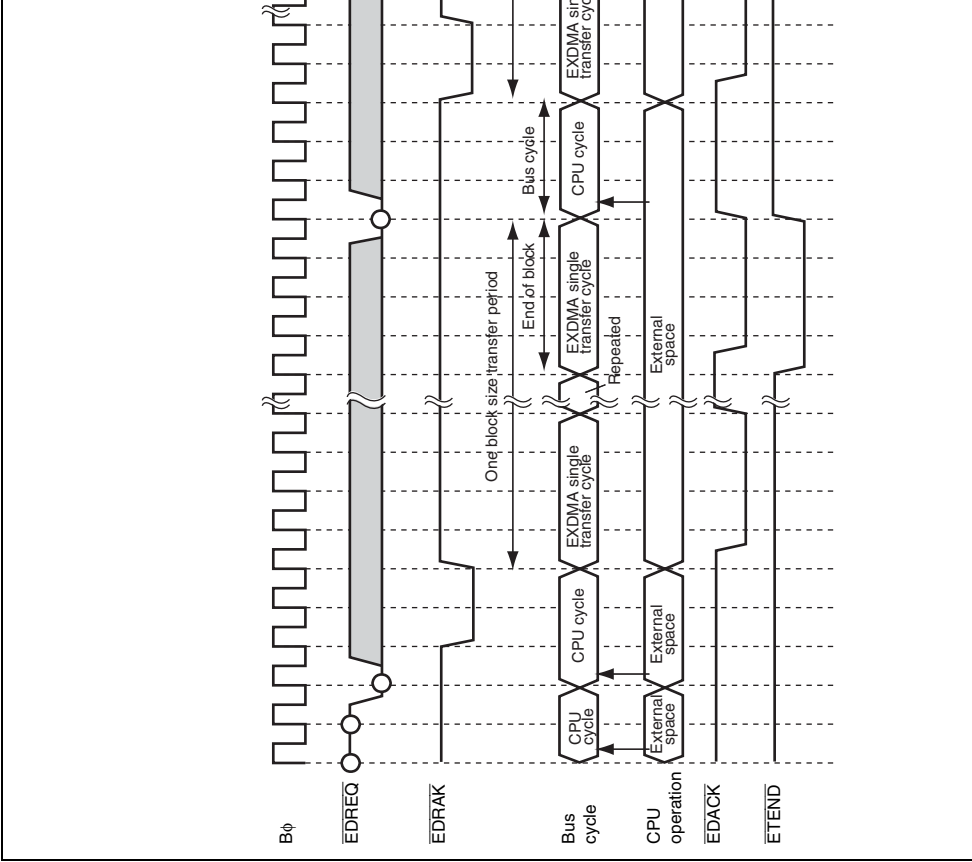 Bφ
EDREQ
EDRAK
One block size transfer period
End of block
Bus cycle
Bus
cycle
CPU
cycle
CPU cycle
EXDMA single
transfer cycle
Repeated
EXDMA single
transfer cycle
CPU cycle
EXDMA sin
transfer cyc
CPU
operation
External
space
External
space
External
space
EDACK
ETEND